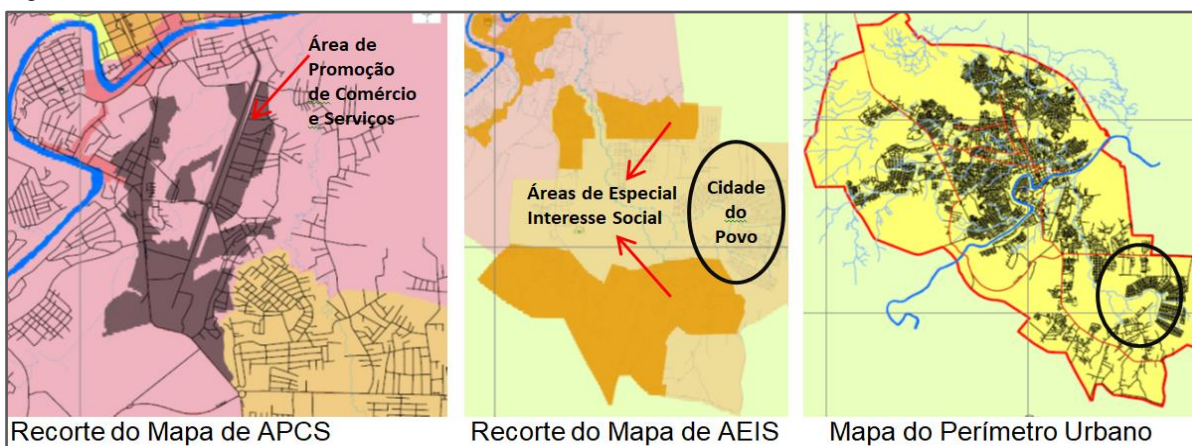 Área de
Promoção
de Comércio
e Serviços
Áreas de Especial
Interesse Social
Cidade
do
Povo
Recorte do Mapa de APCS
Recorte do Mapa de AEIS
Mapa do Perímetro Urbano